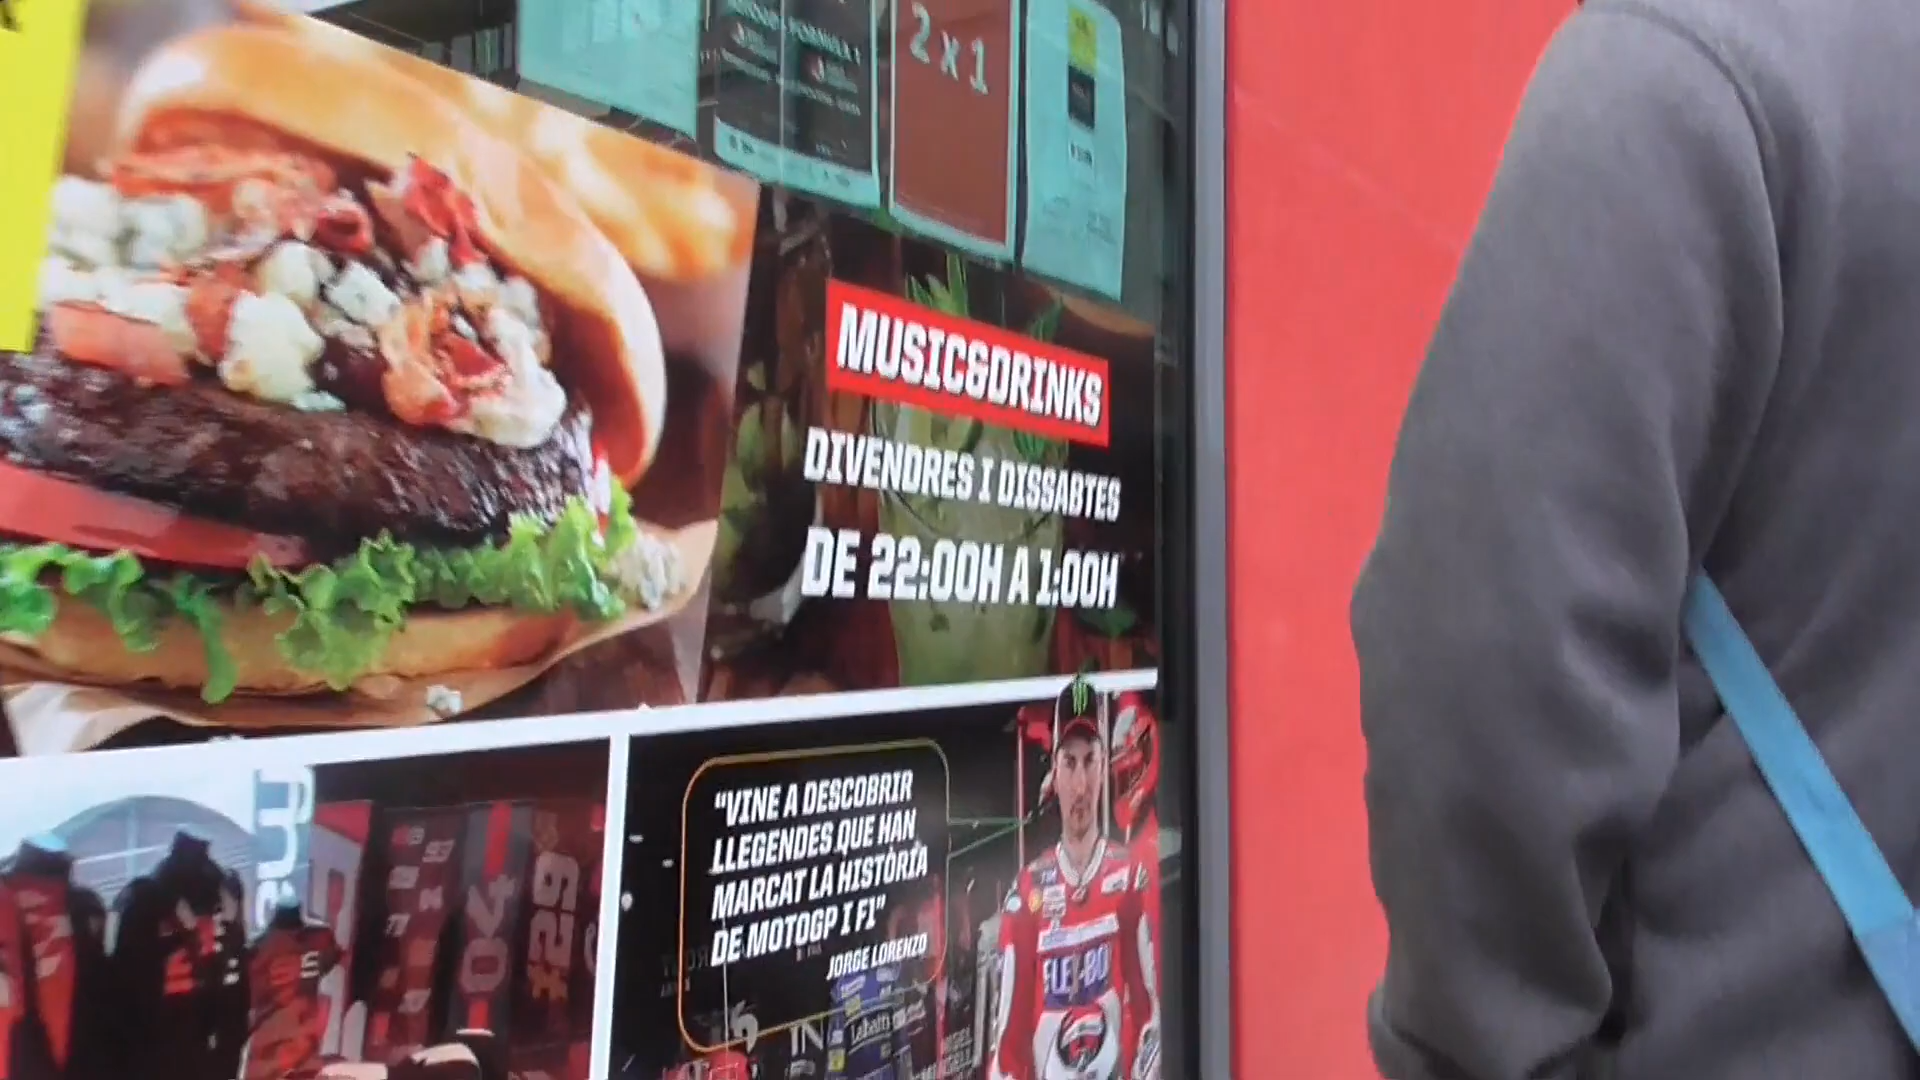 2x1
MUSIC&DRINKS
DIVENDRES I DISSABTES
DE 22:00H A 1:00H
"VINE A DESCOBRIR
LLEGENDES QUE HAN
MARCAT LA HISTÒRIA
DE MOTOGP I F1"
JORGE LORENZO
93
04
#29